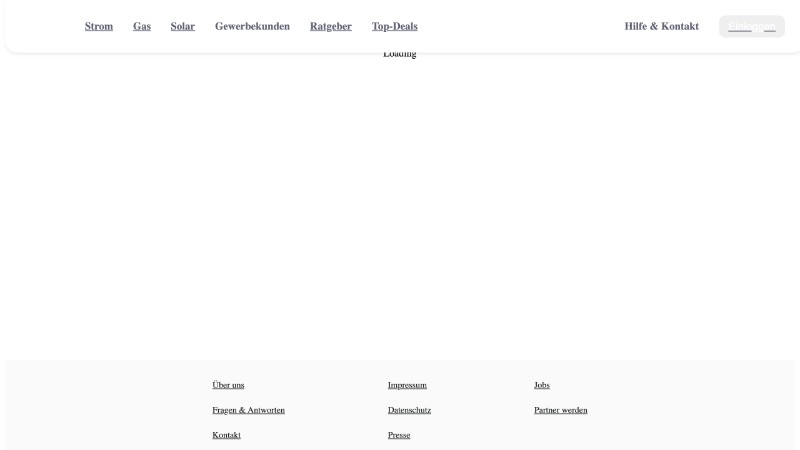 Strom Gas Solar Gewerbekunden Ratgeber Top-Deals Hilfe & Kontakt Einloggen
Loading
Über uns Impressum Jobs
Fragen & Antworten Datenschutz Partner werden
Kontakt Presse